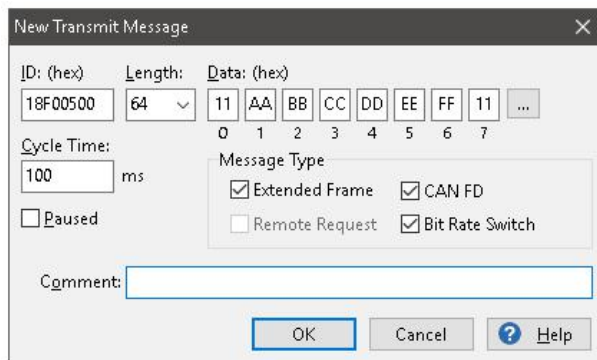 New Transmit Message
ID: (hex) Length: Data: (hex)
18F00500 64 11 AA BB CC DD EE FF 11 ...
0 1 2 3 4 5 6 7
Cycle Time:
100 ms
Message Type
Extended Frame CAN FD
Paused
Remote Request Bit Rate Switch
Comment:
OK Cancel ? Help